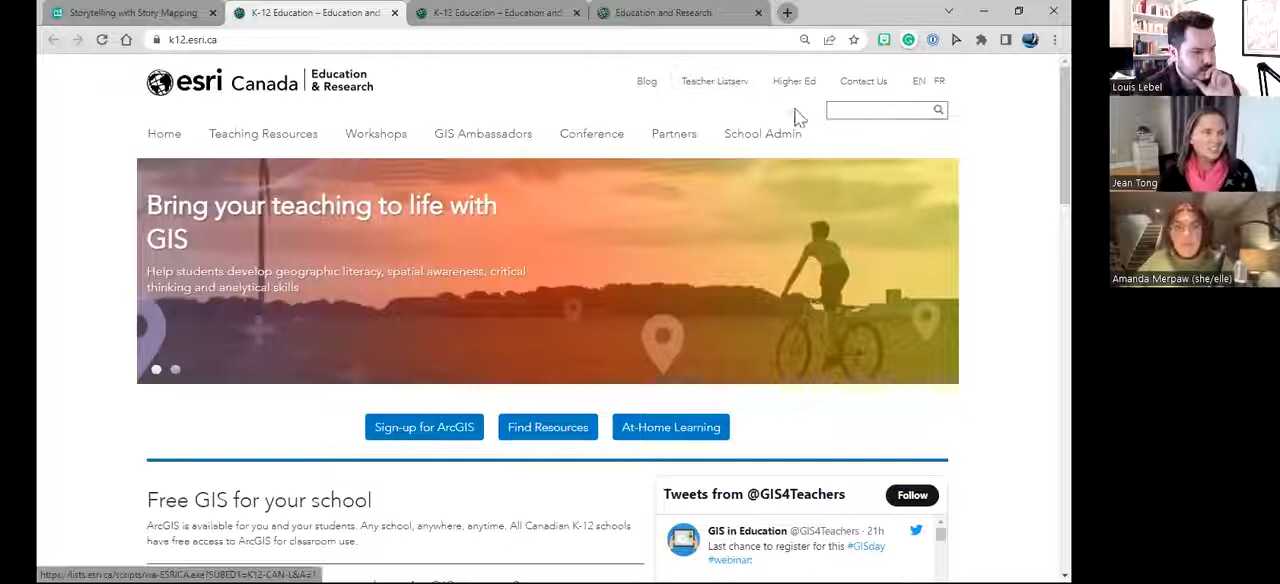 Storytelling with Story Mapping
K-12 Education – Education and
K-12 Education – Education and
Education and Research
k12.esri.ca
esri Canada
Education
& Research
Blog
Teacher Listserv
Higher Ed
Contact Us
EN
FR
Home
Teaching Resources
Workshops
GIS Ambassadors
Conference
Partners
School Admin
Bring your teaching to life with
GIS
Help students develop geographic literacy, spatial awareness, critical
thinking and analytical skills
Sign-up for ArcGIS
Find Resources
At-Home Learning
Free GIS for your school
ArcGIS is available for you and your students. Any school, anywhere, anytime. All Canadian K-12 schools
have free access to ArcGIS for classroom use.
Tweets from @GIS4Teachers
Follow
GIS in Education @GIS4Teachers · 21h
Last chance to register for this #GISday
#webinar:
Louis Lebel
Jean Tong
Amanda Merpaw (she/elle)